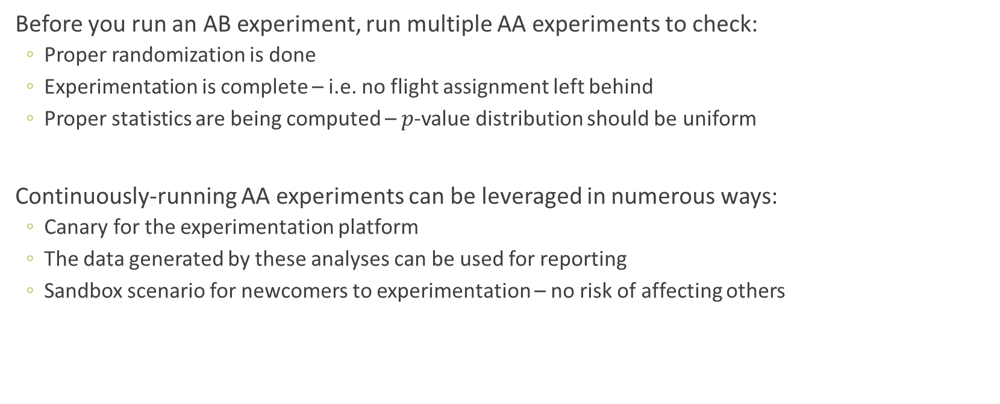 Before you run an AB experiment, run multiple AA experiments to check:
◦ Proper randomization is done
◦ Experimentation is complete – i.e. no flight assignment left behind
◦ Proper statistics are being computed – p-value distribution should be uniform
Continuously-running AA experiments can be leveraged in numerous ways:
◦ Canary for the experimentation platform
◦ The data generated by these analyses can be used for reporting
◦ Sandbox scenario for newcomers to experimentation – no risk of affecting others